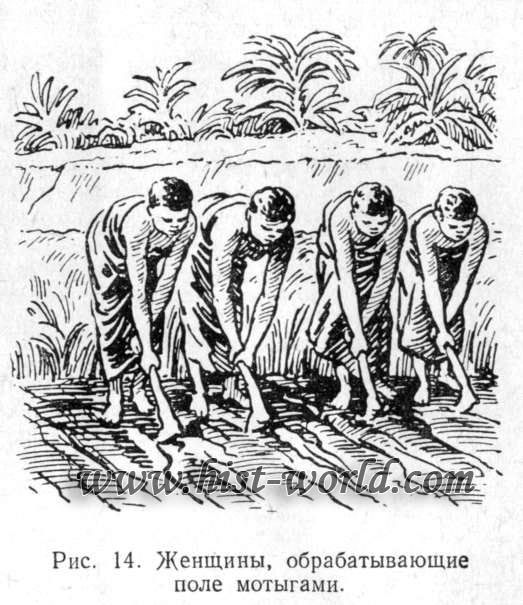 www.hist-world.com
Рис. 14. Женщины, обрабатывающие
поле мотыгами.